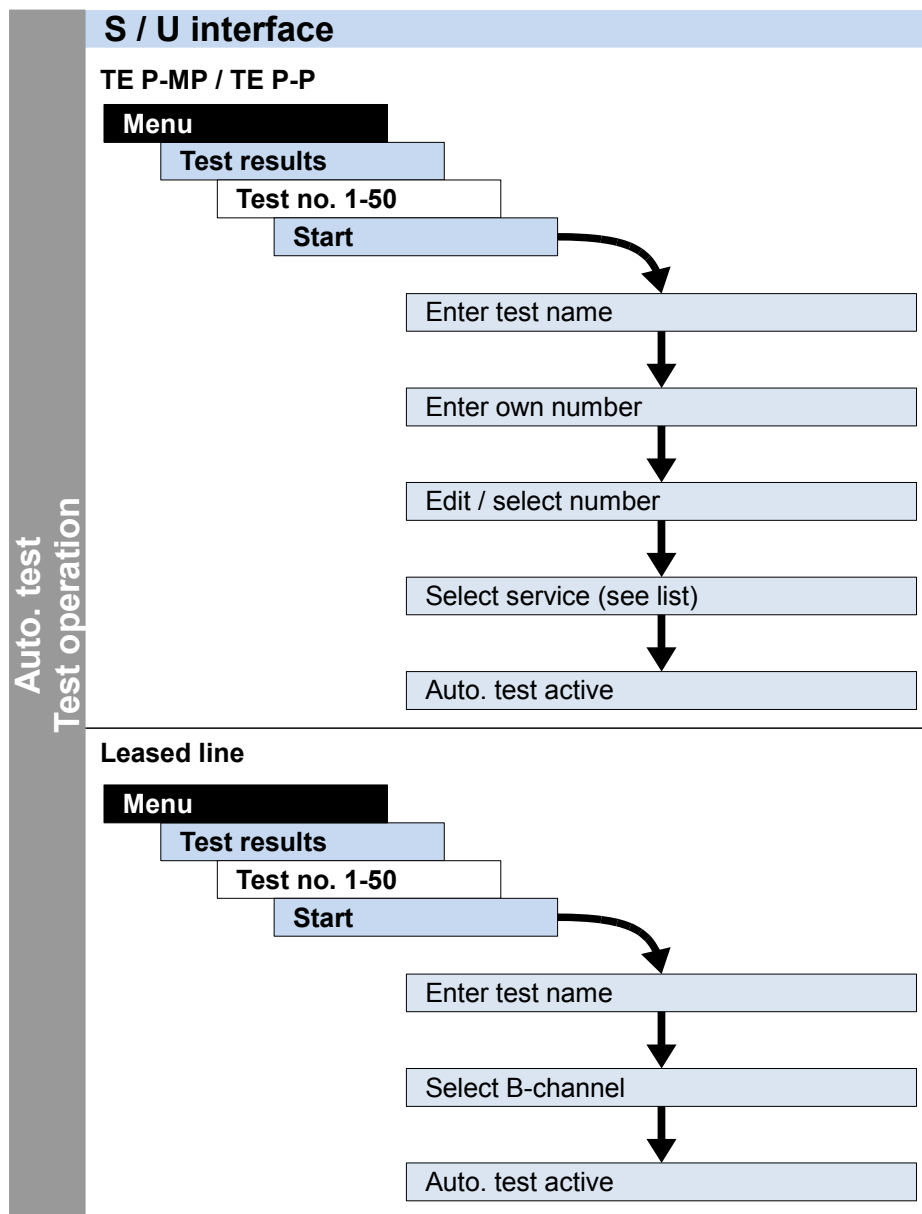 S / U interface
Auto. test
Test operation
TE P-MP / TE P-P
Menu
Test results
Test no. 1-50
Start
Enter test name
Enter own number
Edit / select number
Select service (see list)
Auto. test active
Leased line
Menu
Test results
Test no. 1-50
Start
Enter test name
Select B-channel
Auto. test active